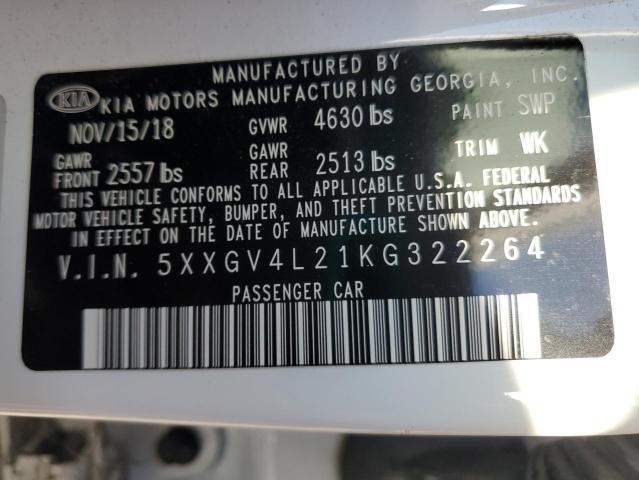 MANUFACTURED BY
KIA KIA MOTORS MANUFACTURING GEORGIA, INC.
NOV/15/18 GVWR 4630 lbs PAINT SWP
GAWR FRONT 2557 lbs GAWR REAR 2513 lbs TRIM WK
THIS VEHICLE CONFORMS TO ALL APPLICABLE U.S.A. FEDERAL
MOTOR VEHICLE SAFETY, BUMPER, AND THEFT PREVENTION STANDARDS
IN EFFECT ON THE DATE OF MANUFACTURE SHOWN ABOVE.
V.I.N. 5XXGV4L21KG322264
PASSENGER CAR